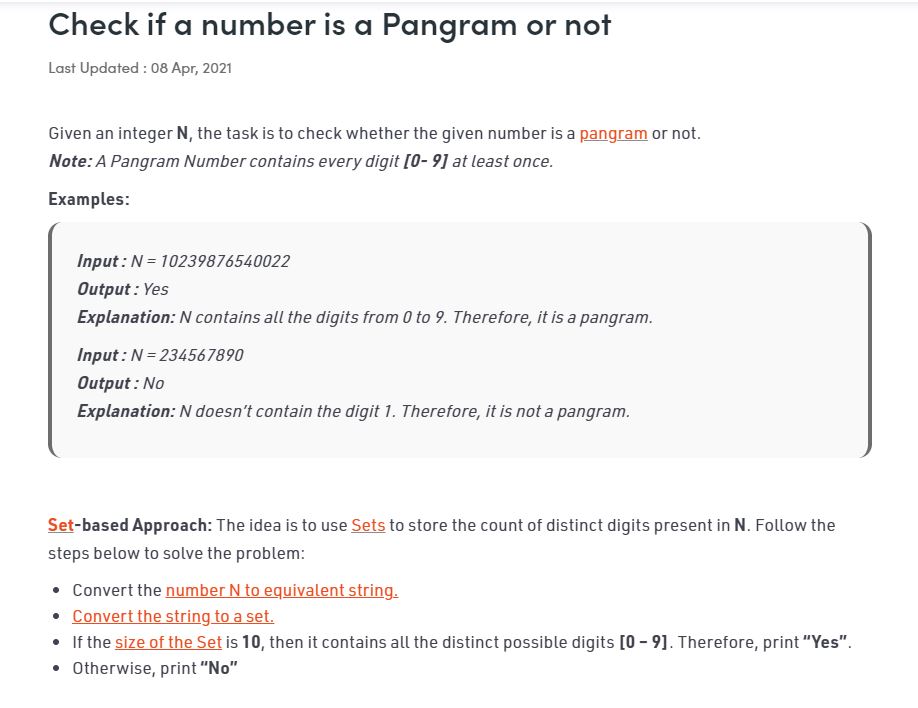 Check if a number is a Pangram or not
Last Updated : 08 Apr, 2021
Given an integer N, the task is to check whether the given number is a pangram or not.
Note: A Pangram Number contains every digit [0- 9] at least once.
Examples:
Input : N = 10239876540022
Output : Yes
Explanation: N contains all the digits from 0 to 9. Therefore, it is a pangram.
Input : N = 234567890
Output : No
Explanation: N doesn’t contain the digit 1. Therefore, it is not a pangram.
Set-based Approach: The idea is to use Sets to store the count of distinct digits present in N. Follow the
steps below to solve the problem:
• Convert the number N to equivalent string.
• Convert the string to a set.
• If the size of the Set is 10, then it contains all the distinct possible digits [0 – 9]. Therefore, print “Yes”.
• Otherwise, print “No”